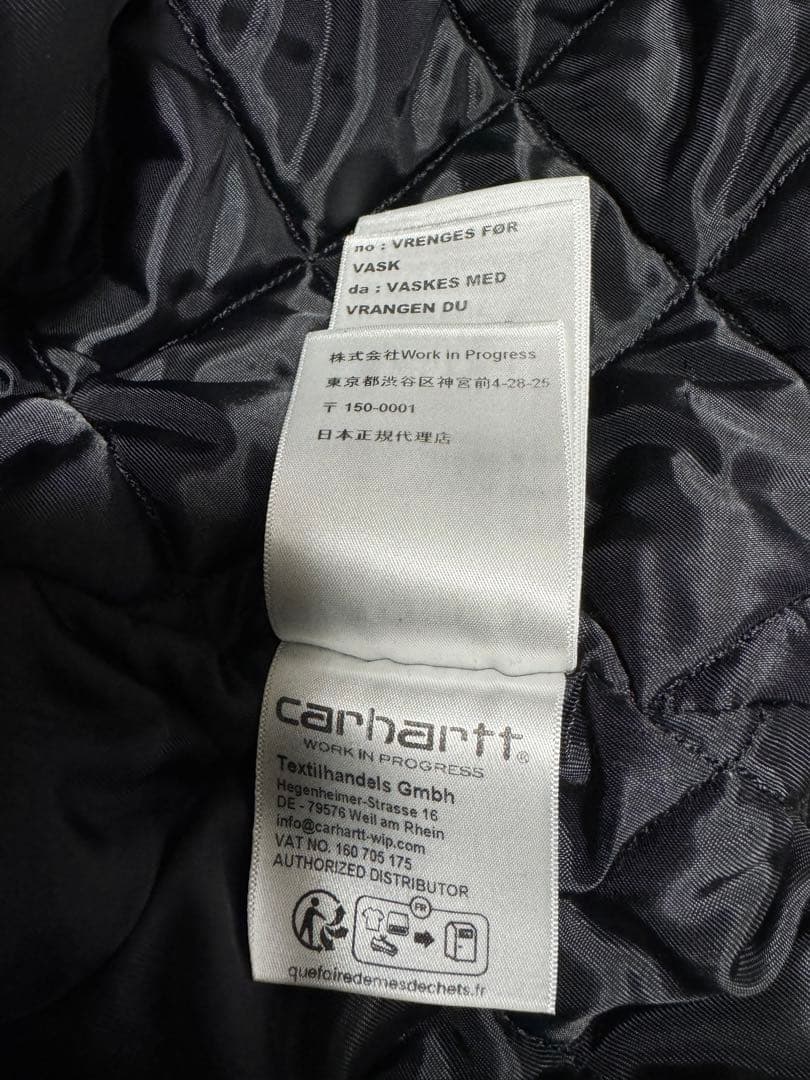 no : VRENGES FØR
VASK
da : VASKES MED
VRANGEN DU
株式会社Work in Progress
東京都渋谷区神宮前4-28-25
〒 150-0001
日本正規代理店
carhartt®
WORK IN PROGRESS
Textilhandels Gmbh
Hegenheimer-Strasse 16
DE - 79576 Weil am Rhein
info@carhartt-wip.com
VAT NO. 160 705 175
AUTHORIZED DISTRIBUTOR
FR
quefairedemesdechets.fr